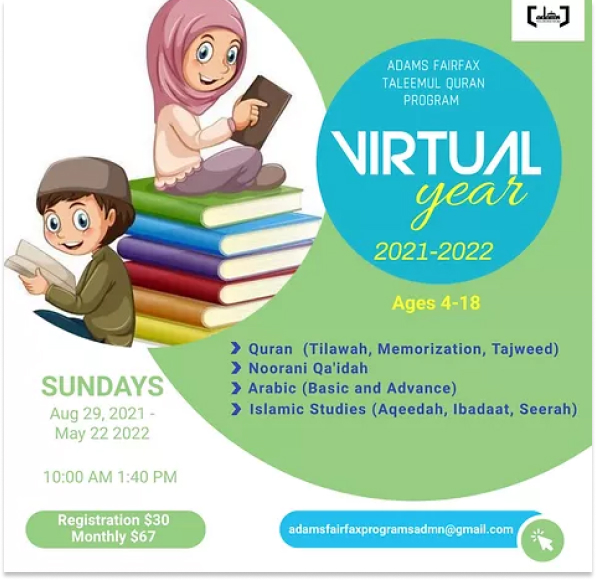 ADAMS FAIRFAX
TALEEMUL QURAN
PROGRAM
VIRTUAL
year
2021-2022
Ages 4-18
Quran (Tilawah, Memorization, Tajweed)
Noorani Qa'idah
Arabic (Basic and Advance)
Islamic Studies (Aqeedah, Ibadaat, Seerah)
SUNDAYS
Aug 29, 2021 -
May 22 2022
10:00 AM 1:40 PM
Registration $30
Monthly $67
adamsfairfaxprogramsadmn@gmail.com